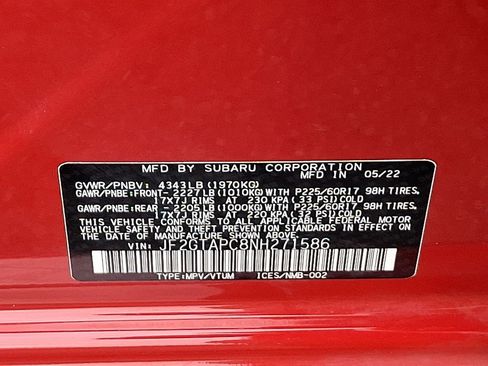 MFD BY SUBARU CORPORATION
MFD IN 05/22
GVWR/PNBV: 4343LB(1970KG)
GAWR/PNBE:FRONT- 2227LB(1010KG)WITH P225/60R17 98H TIRES,
17X7J RIMS AT 230 KPA(33 PSI)COLD
GAWR/PNBE:REAR - 2205LB(1000KG)WITH P225/60R17 98H TIRES,
17X7J RIMS AT 220 KPA(32 PSI)COLD
THIS VEHICLE CONFORMS TO ALL APPLICABLE FEDERAL MOTOR
VEHICLE SAFETY AND THEFT PREVENTION STANDARDS
IN EFFECT ON THE DATE OF MANUFACTURE SHOWN ABOVE.
VIN: JF2GTAPC8NH271586
TYPE:MPV/VTUM ICES/NMB-002